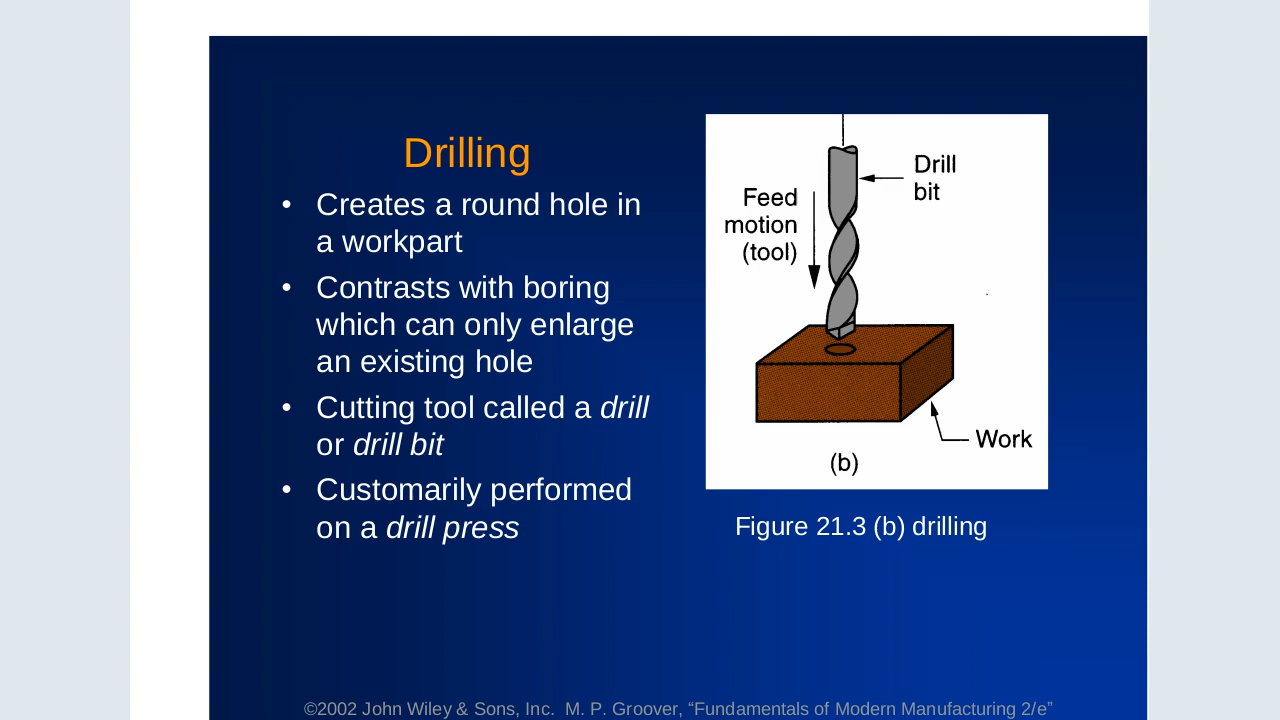 Drilling
• Creates a round hole in
a workpart
• Contrasts with boring
which can only enlarge
an existing hole
• Cutting tool called a drill
or drill bit
• Customarily performed
on a drill press
Drill
bit
Feed
motion
(tool)
Work
(b)
Figure 21.3 (b) drilling
©2002 John Wiley & Sons, Inc. M. P. Groover, “Fundamentals of Modern Manufacturing 2/e”